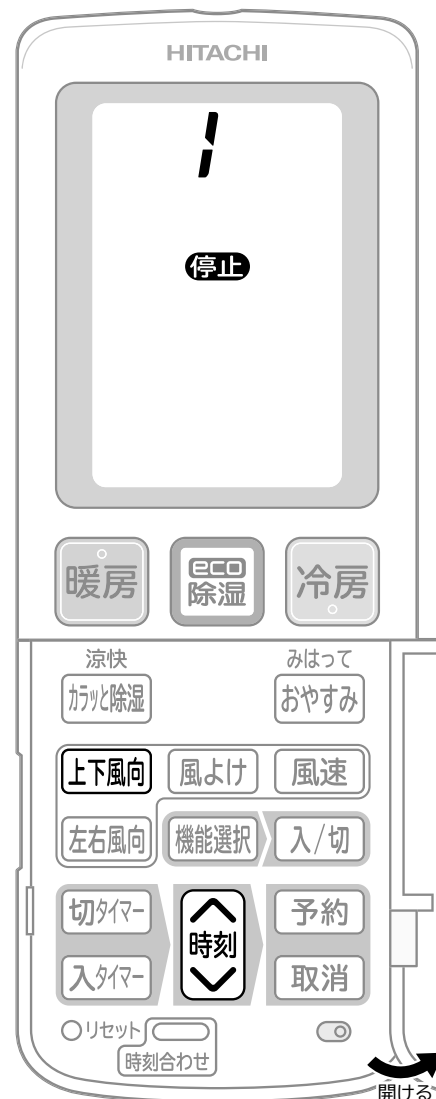 HITACHI
1
停止
暖房
eco
除湿
冷房
涼快
みはって
カラッと除湿
おやすみ
上下風向
風よけ
風速
左右風向
機能選択
入/切
切タイマー
時刻
予約
入タイマー
取消
リセット
時刻合わせ
開ける